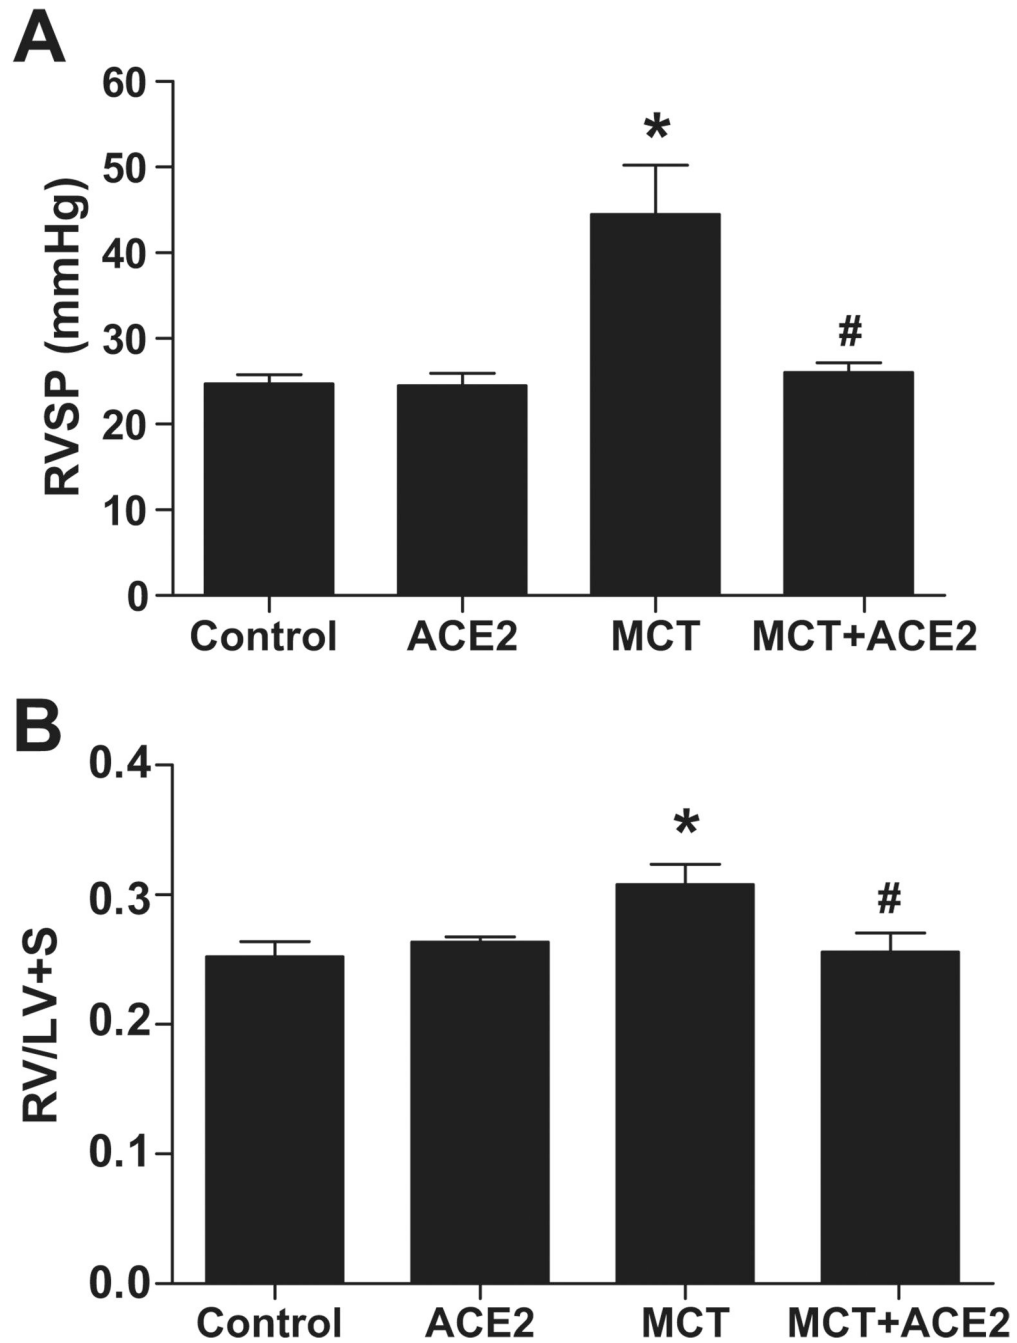 A
60
50
40
30
20
10
0
RVSP (mmHg)
*
#
Control ACE2 MCT MCT+ACE2
B
0.4
0.3
0.2
0.1
0.0
RV/LV+S
*
#
Control ACE2 MCT MCT+ACE2